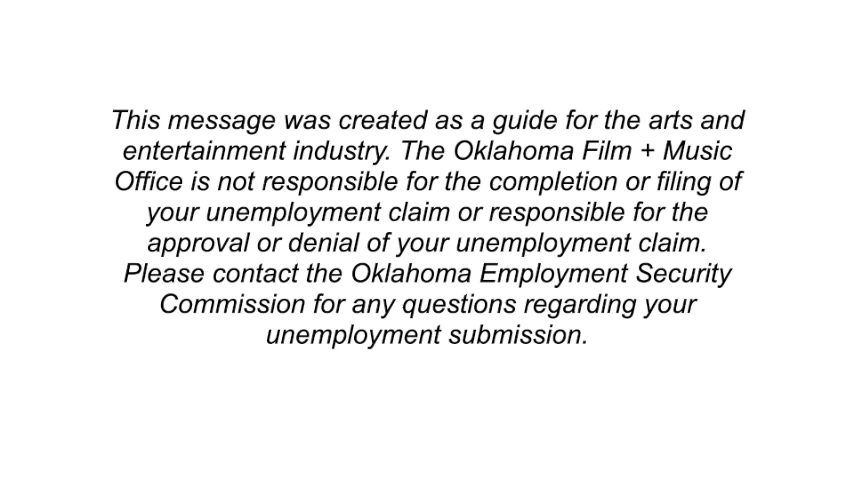 This message was created as a guide for the arts and
entertainment industry. The Oklahoma Film + Music
Office is not responsible for the completion or filing of
your unemployment claim or responsible for the
approval or denial of your unemployment claim.
Please contact the Oklahoma Employment Security
Commission for any questions regarding your
unemployment submission.